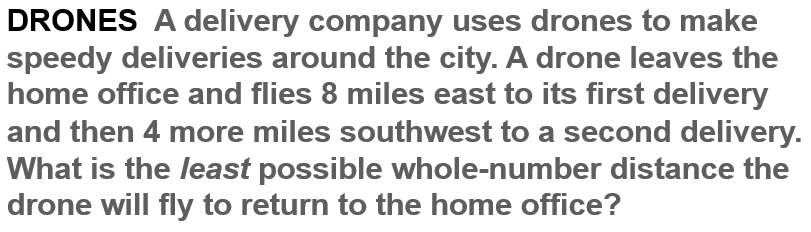 DRONES A delivery company uses drones to make
speedy deliveries around the city. A drone leaves the
home office and flies 8 miles east to its first delivery
and then 4 more miles southwest to a second delivery.
What is the least possible whole-number distance the
drone will fly to return to the home office?